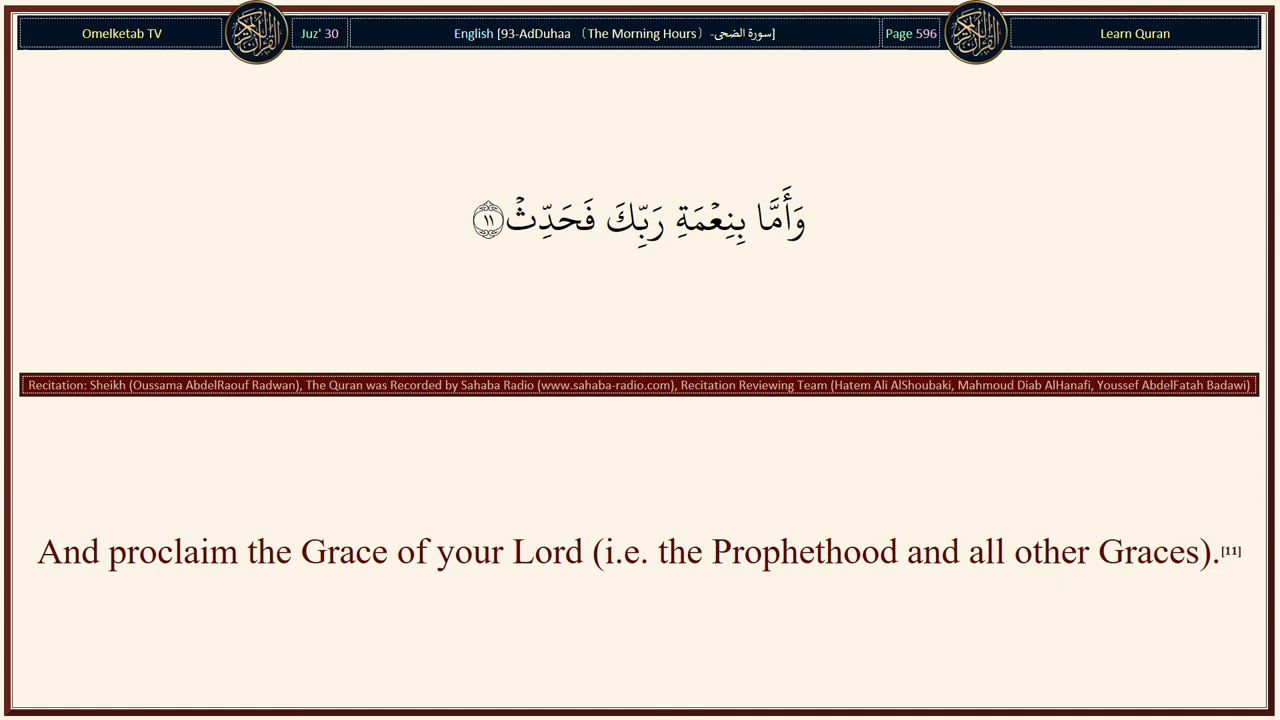 Omelketab TV
Juz' 30
English [93-AdDuhaa （The Morning Hours）-سورة الضحى]
Page 596
Learn Quran
وَأَمَّا بِنِعۡمَةِ رَبِّكَ فَحَدِّثۡ ١١
Recitation: Sheikh (Oussama AbdelRaouf Radwan), The Quran was Recorded by Sahaba Radio (www.sahaba-radio.com), Recitation Reviewing Team (Hatem Ali AlShoubaki, Mahmoud Diab AlHanafi, Youssef AbdelFatah Badawi)
And proclaim the Grace of your Lord (i.e. the Prophethood and all other Graces).[11]